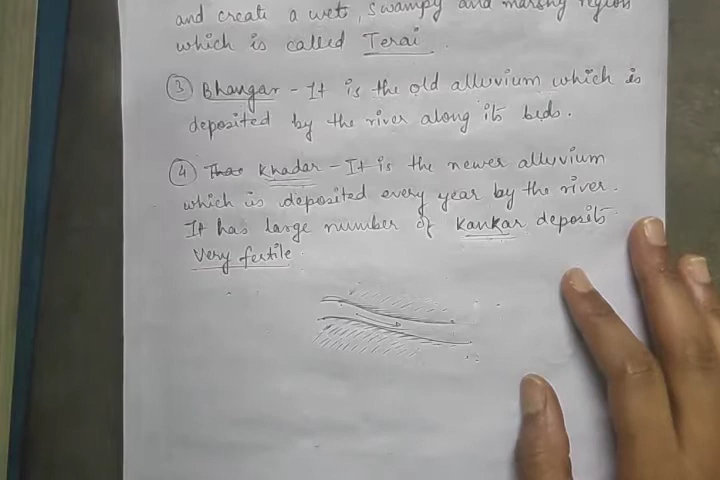 and create a wet, swampy and marshy region
which is called Terai
③ Bhangar - It is the old alluvium which is
deposited by the river along its beds.
④ Khadar - It is the newer alluvium
which is deposited every year by the river.
It has large number of Kankar deposits.
Very fertile